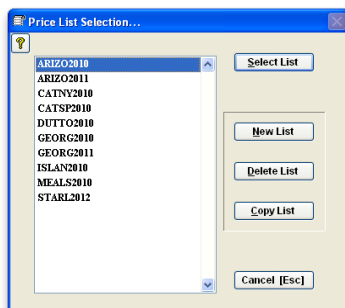 Price List Selection...
?
ARIZO2010
ARIZO2011
CATNY2010
CATSP2010
DUTTO2010
GEORG2010
GEORG2011
ISLAN2010
MEALS2010
STARL2012
Select List
New List
Delete List
Copy List
Cancel [Esc]